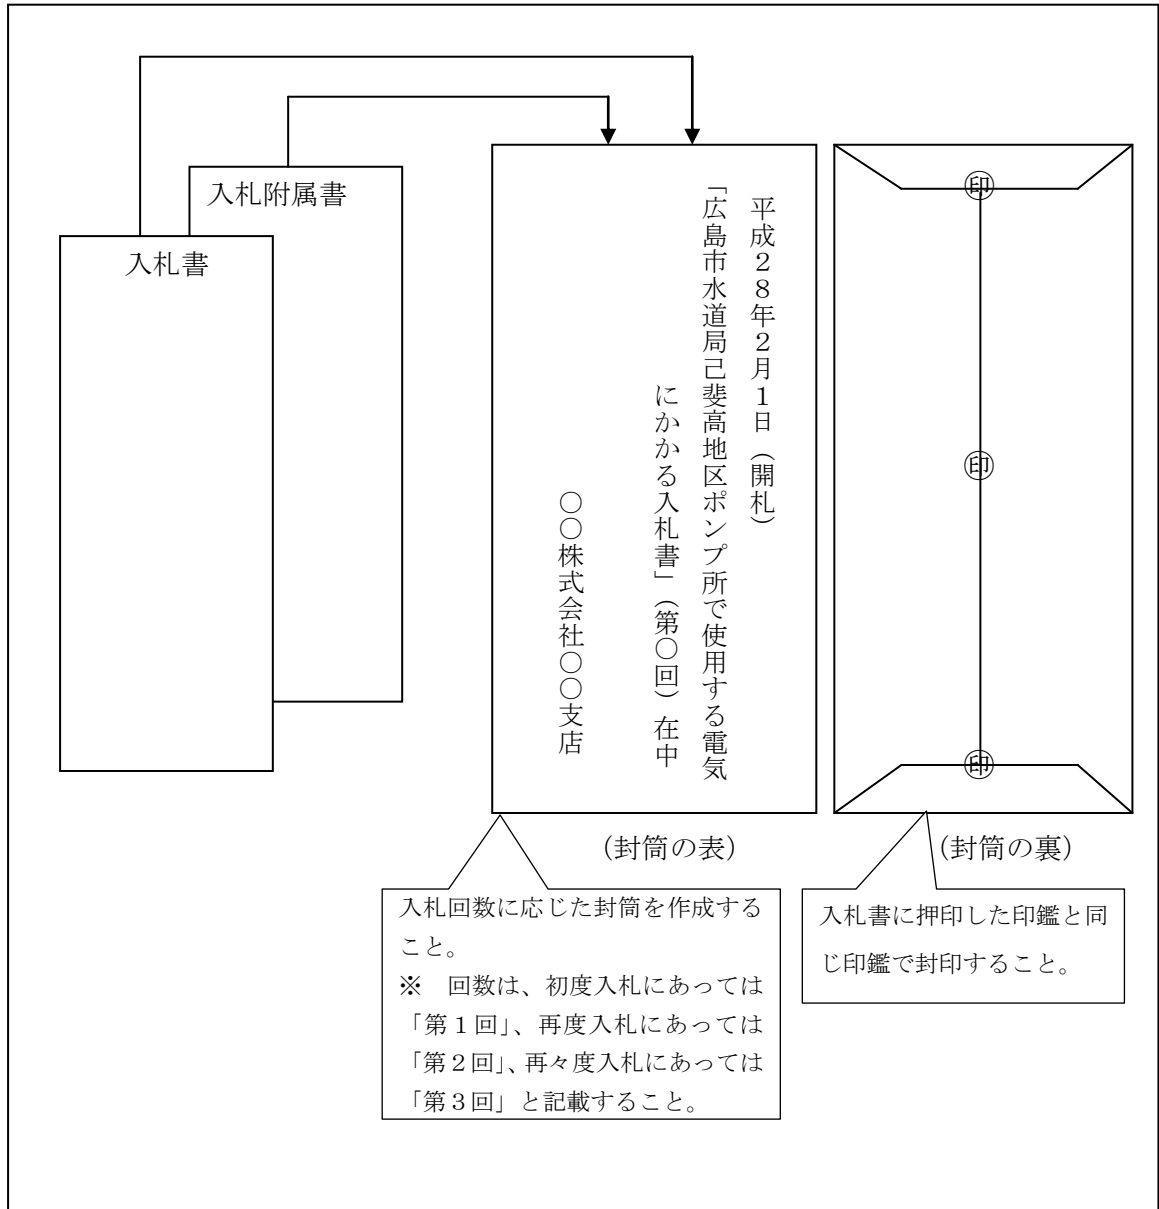 入札附属書
入札書
平成２８年２月１日（開札）
「広島市水道局己斐高地区ポンプ所で使用する電気
にかかる入札書」（第○回）在中
○○株式会社○○支店
㊞
㊞
㊞
（封筒の表）
（封筒の裏）
入札回数に応じた封筒を作成する
こと。
※　回数は、初度入札にあっては
「第１回」、再度入札にあっては
「第２回」、再々度入札にあっては
「第３回」と記載すること。
入札書に押印した印鑑と同
じ印鑑で封印すること。